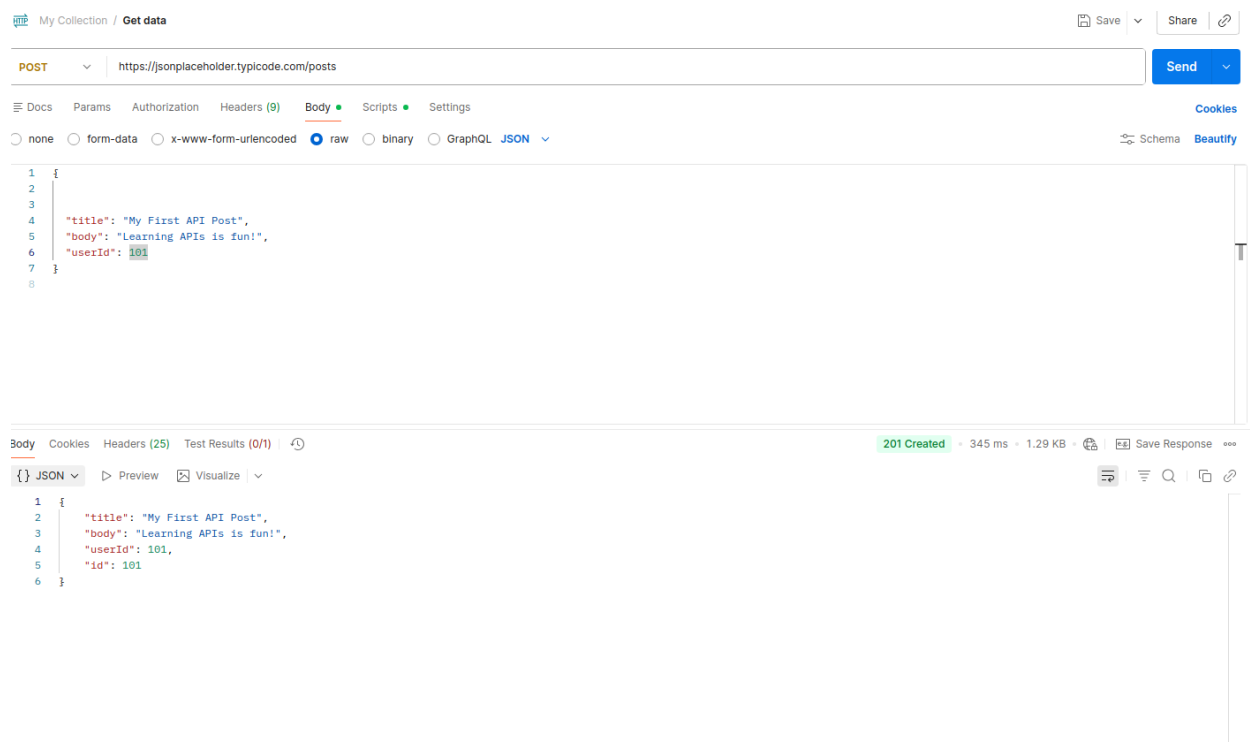 HTTP My Collection / Get data Save Share
POST https://jsonplaceholder.typicode.com/posts Send
Docs Params Authorization Headers (9) Body Scripts Settings Cookies
none form-data x-www-form-urlencoded raw binary GraphQL JSON Schema Beautify
1 {
2
3
4 "title": "My First API Post",
5 "body": "Learning APIs is fun!",
6 "userId": 101
7 }
8
Body Cookies Headers (25) Test Results (0/1) 201 Created 345 ms 1.29 KB e.g. Save Response
{} JSON Preview Visualize
1 {
2 "title": "My First API Post",
3 "body": "Learning APIs is fun!",
4 "userId": 101,
5 "id": 101
6 }